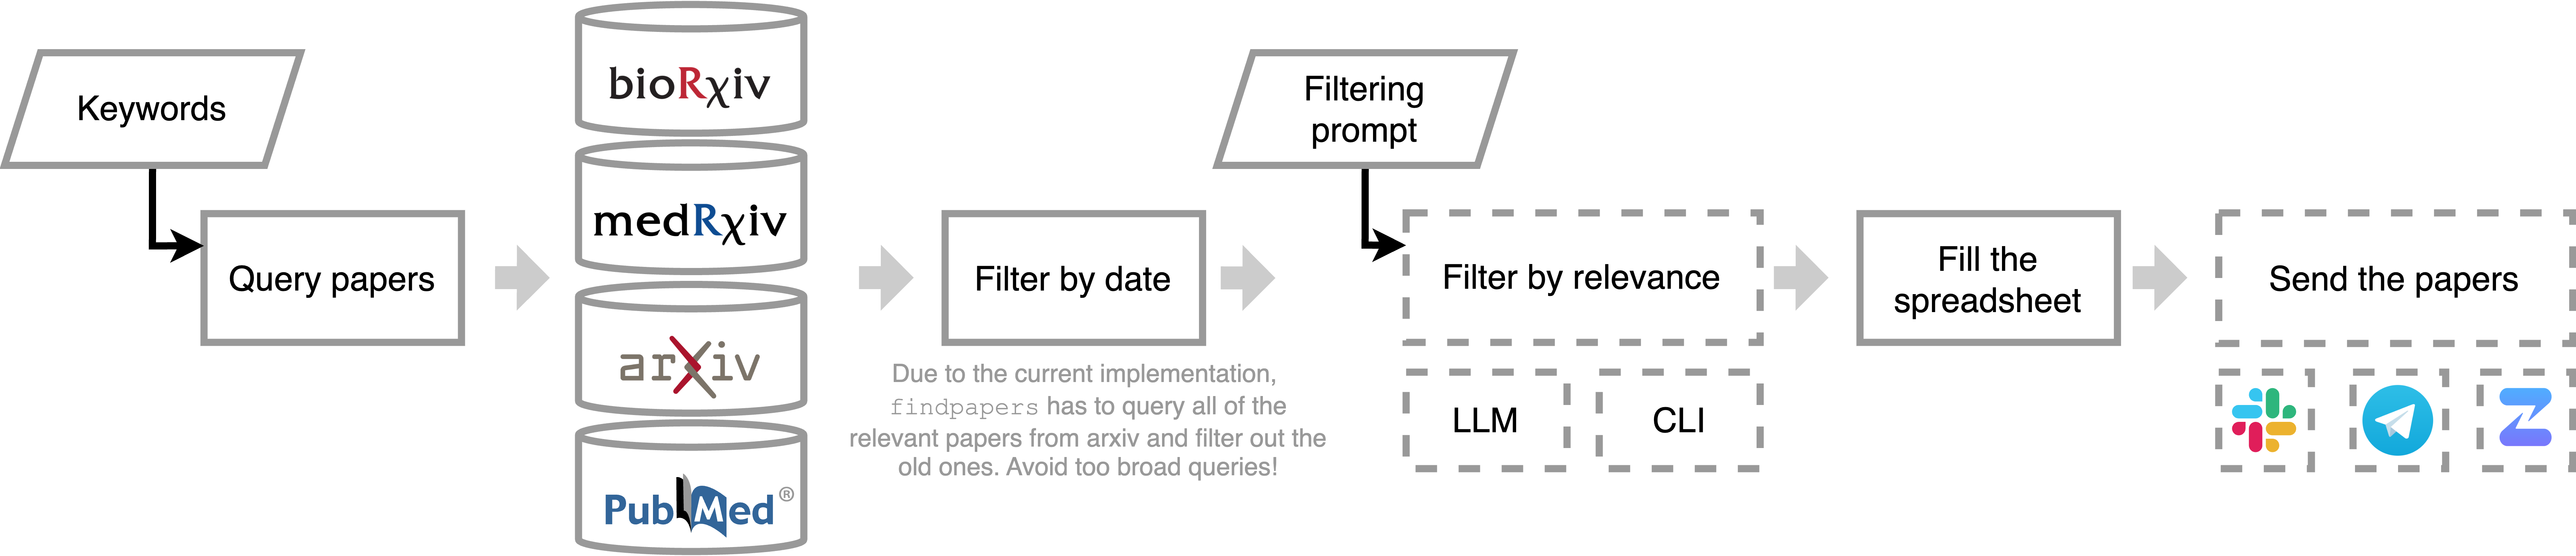 Keywords
Query papers
bioRχiv
medRχiv
arXiv
PubMed®
Filter by date
Due to the current implementation,
findpapers has to query all of the
relevant papers from arxiv and filter out the
old ones. Avoid too broad queries!
Filtering
prompt
Filter by relevance
LLM
CLI
Fill the
spreadsheet
Send the papers